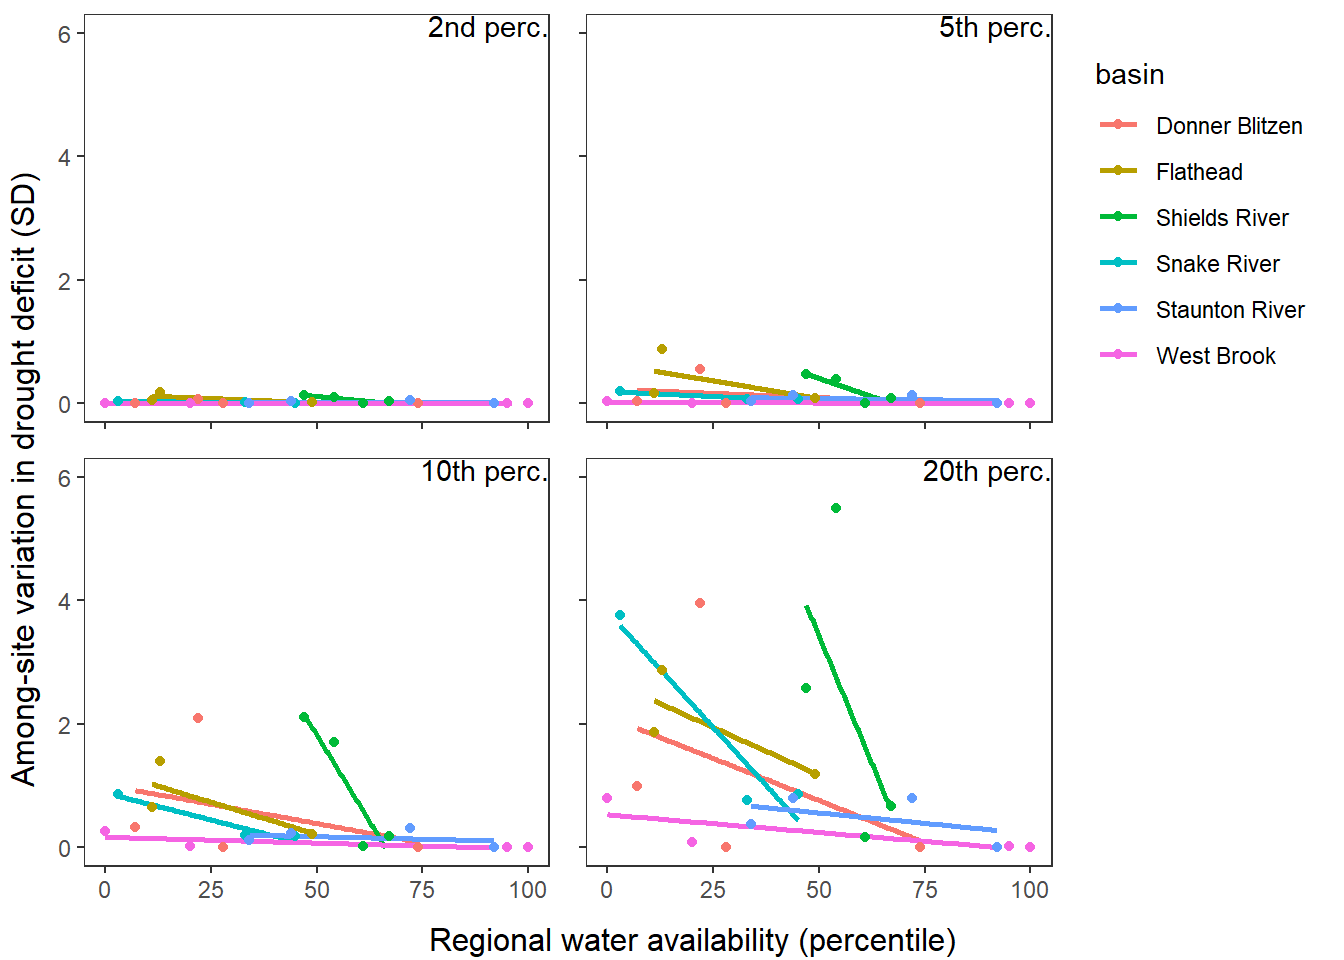 2nd perc.
5th perc.
6
4
2
0
10th perc.
20th perc.
6
4
2
0
0 25 50 75 100
0 25 50 75 100
Regional water availability (percentile)
Among-site variation in drought deficit (SD)
basin
Donner Blitzen
Flathead
Shields River
Snake River
Staunton River
West Brook